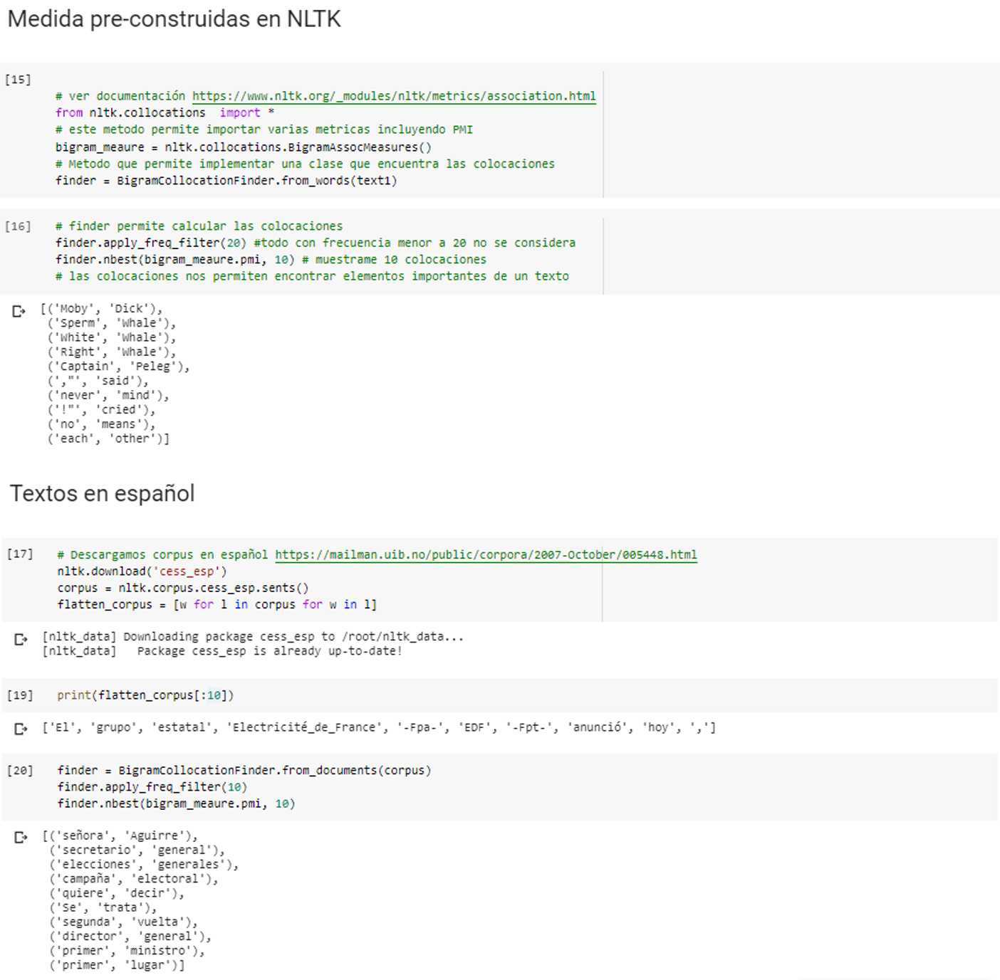 Medida pre-construidas en NLTK
[15]
# ver documentación https://www.nltk.org/_modules/nltk/metrics/association.html
from nltk.collocations  import *
# este metodo permite importar varias metricas incluyendo PMI
bigram_meaure = nltk.collocations.BigramAssocMeasures()
# Metodo que permite implementar una clase que encuentra las colocaciones
finder = BigramCollocationFinder.from_words(text1)
[16] # finder permite calcular las colocaciones
finder.apply_freq_filter(20) #todo con frecuencia menor a 20 no se considera
finder.nbest(bigram_meaure.pmi, 10) # muestrame 10 colocaciones
# las colocaciones nos permiten encontrar elementos importantes de un texto
[('Moby', 'Dick'),
('Sperm', 'Whale'),
('White', 'Whale'),
('Right', 'Whale'),
('Captain', 'Peleg'),
(',"', 'said'),
('never', 'mind'),
('!"', 'cried'),
('no', 'means'),
('each', 'other')]
Textos en español
[17] # Descargamos corpus en español https://mailman.uib.no/public/corpora/2007-October/005448.html
nltk.download('cess_esp')
corpus = nltk.corpus.cess_esp.sents()
flatten_corpus = [w for l in corpus for w in l]
[nltk_data] Downloading package cess_esp to /root/nltk_data...
[nltk_data]   Package cess_esp is already up-to-date!
[19] print(flatten_corpus[:10])
['El', 'grupo', 'estatal', 'Electricité_de_France', '-Fpa-', 'EDF', '-Fpt-', 'anunció', 'hoy', ',']
[20] finder = BigramCollocationFinder.from_documents(corpus)
finder.apply_freq_filter(10)
finder.nbest(bigram_meaure.pmi, 10)
[('señora', 'Aguirre'),
('secretario', 'general'),
('elecciones', 'generales'),
('campaña', 'electoral'),
('quiere', 'decir'),
('Se', 'trata'),
('segunda', 'vuelta'),
('director', 'general'),
('primer', 'ministro'),
('primer', 'lugar')]